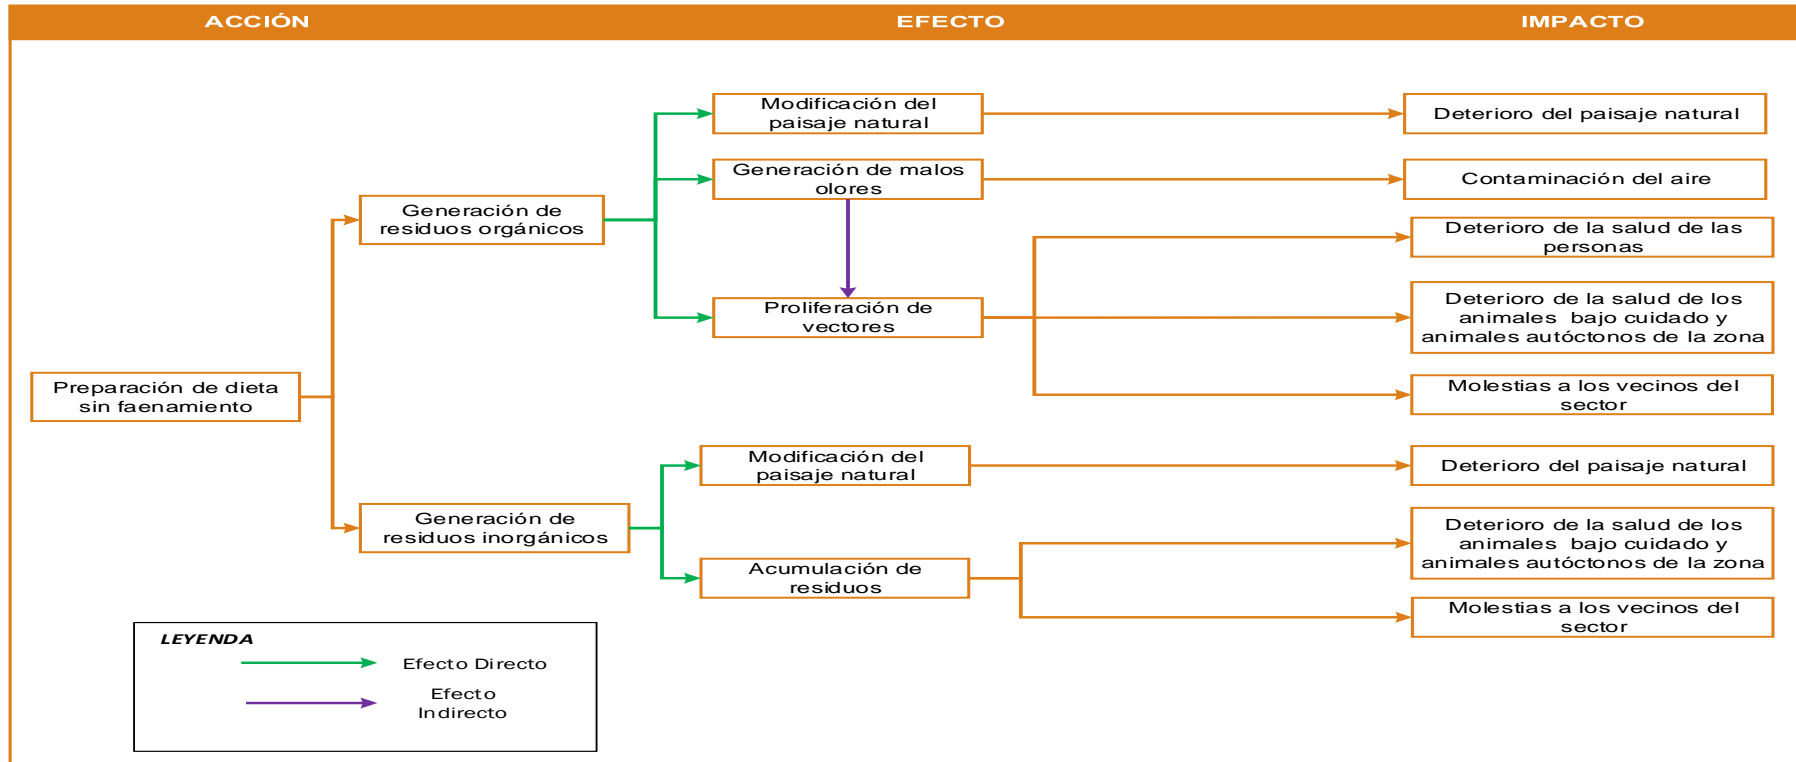 ACCIÓN
EFECTO
IMPACTO
Modificación del
paisaje natural
Deterioro del paisaje natural
Generación de malos
olores
Contaminación del aire
Generación de
residuos orgánicos
Deterioro de la salud de las
personas
Proliferación de
vectores
Deterioro de la salud de los
animales bajo cuidado y
animales autóctonos de la zona
Preparación de dieta
sin faenamiento
Molestias a los vecinos del
sector
Modificación del
paisaje natural
Deterioro del paisaje natural
Generación de
residuos inorgánicos
Deterioro de la salud de los
animales bajo cuidado y
animales autóctonos de la zona
Acumulación de
residuos
Molestias a los vecinos del
sector
LEYENDA
Efecto Directo
Efecto
Indirecto